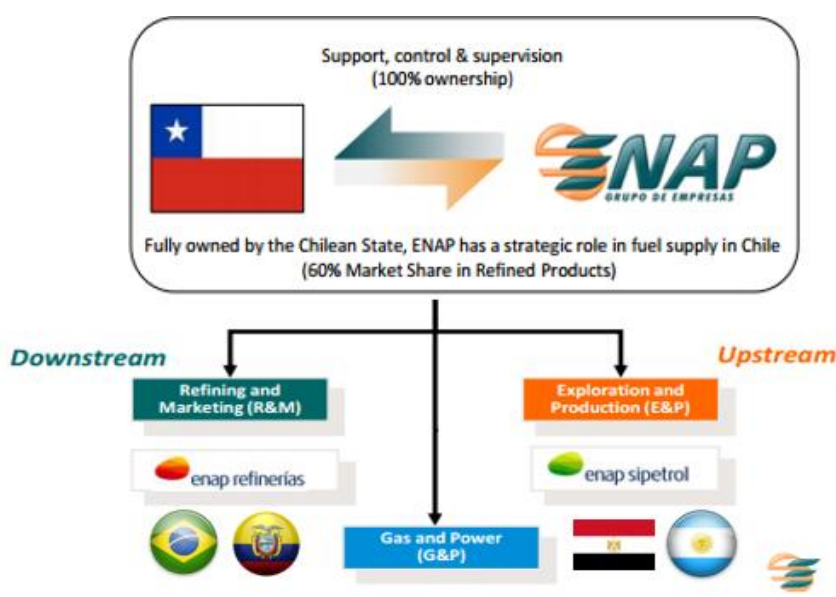 Support, control & supervision
(100% ownership)
ENAP
GRUPO DE EMPRESAS
Fully owned by the Chilean State, ENAP has a strategic role in fuel supply in Chile
(60% Market Share in Refined Products)
Downstream
Upstream
Refining and
Marketing (R&M)
Exploration and
Production (E&P)
enap refinerías
enap sipetrol
Gas and Power
(G&P)